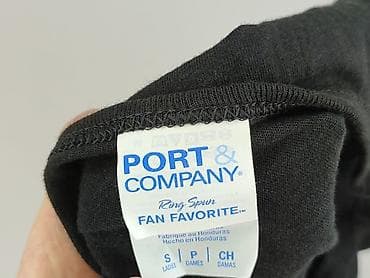 PORT &
COMPANY®
Ring Spun
FAN FAVORITE™
Fabriqué au Honduras
Hecho en Honduras
S P CH
LADIES DAMES DAMAS